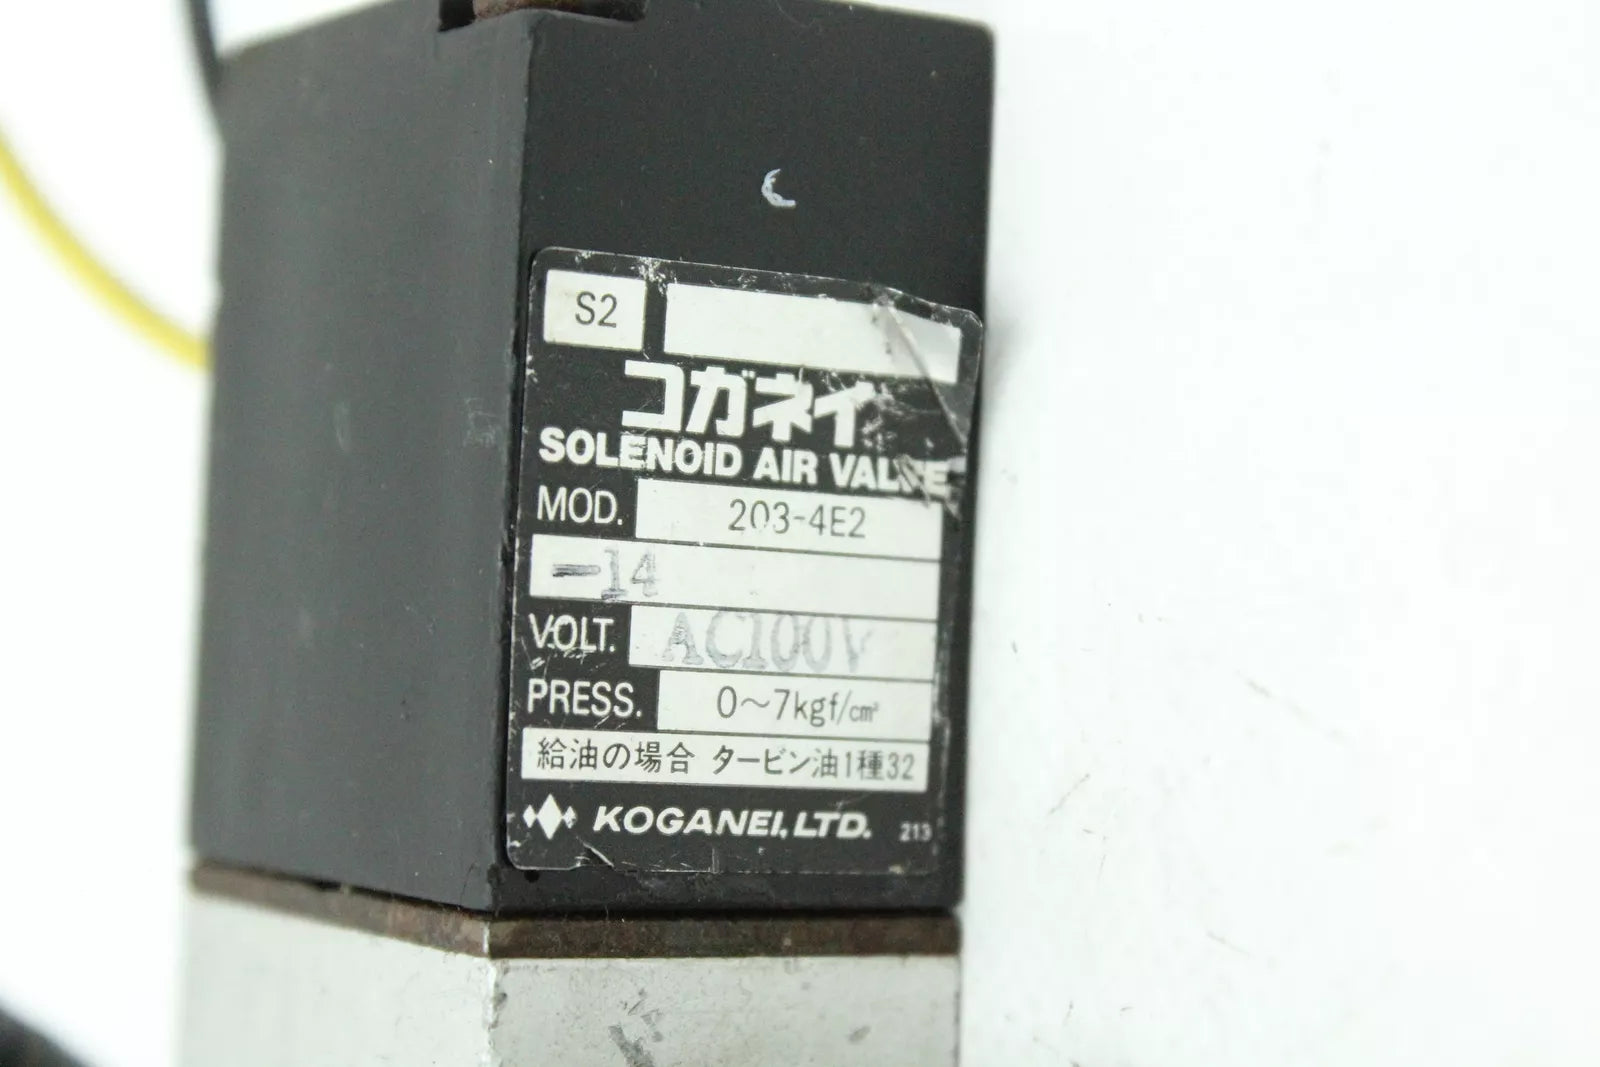 S2
コガネイ
SOLENOID AIR VALVE
MOD. 203-4E2
-14
VOLT. AC100V
PRESS. 0～7kgf/cm²
給油の場合 タービン油1種32
KOGANEI, LTD. 213